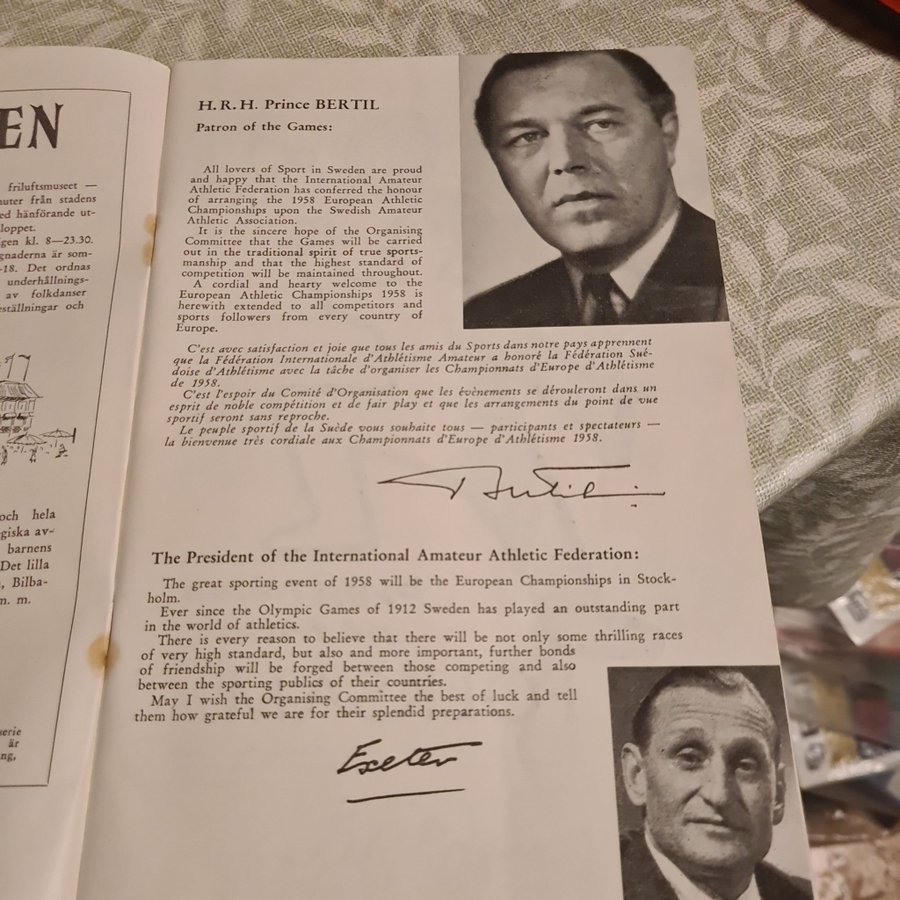 EN
friluftsmuseet —
nuter från stadens
ed hänförande ut-
loppet.
gen kl. 8—23.30.
gnaderna är som-
-18. Det ordnas
underhållnings-
av folkdanser
eställningar och
och hela
giska av-
barnens
Det lilla
, Bilba-
m. m.
serie
är
ng,
H. R. H. Prince BERTIL
Patron of the Games:
All lovers of Sport in Sweden are proud
and happy that the International Amateur
Athletic Federation has conferred the honour
of arranging the 1958 European Athletic
Championships upon the Swedish Amateur
Athletic Association.
It is the sincere hope of the Organising
Committee that the Games will be carried
out in the traditional spirit of true sports-
manship and that the highest standard of
competition will be maintained throughout.
A cordial and hearty welcome to the
European Athletic Championships 1958 is
herewith extended to all competitors and
sports followers from every country of
Europe.
C'est avec satisfaction et joie que tous les amis du Sports dans notre pays apprennent
que la Fédération Internationale d'Athlétisme Amateur a honoré la Fédération Sué-
doise d'Athlétisme avec la tâche d'organiser les Championnats d'Europe d'Athlétisme
de 1958.
C'est l'espoir du Comité d'Organisation que les évènements se dérouleront dans un
esprit de noble compétition et de fair play et que les arrangements du point de vue
sportif seront sans reproche.
Le peuple sportif de la Suède vous souhaite tous — participants et spectateurs —
la bienvenue très cordiale aux Championnats d'Europe d'Athlétisme 1958.
Bertil
The President of the International Amateur Athletic Federation:
The great sporting event of 1958 will be the European Championships in Stock-
holm.
Ever since the Olympic Games of 1912 Sweden has played an outstanding part
in the world of athletics.
There is every reason to believe that there will be not only some thrilling races
of very high standard, but also and more important, further bonds
of friendship will be forged between those competing and also
between the sporting publics of their countries.
May I wish the Organising Committee the best of luck and tell
them how grateful we are for their splendid preparations.
Exeter